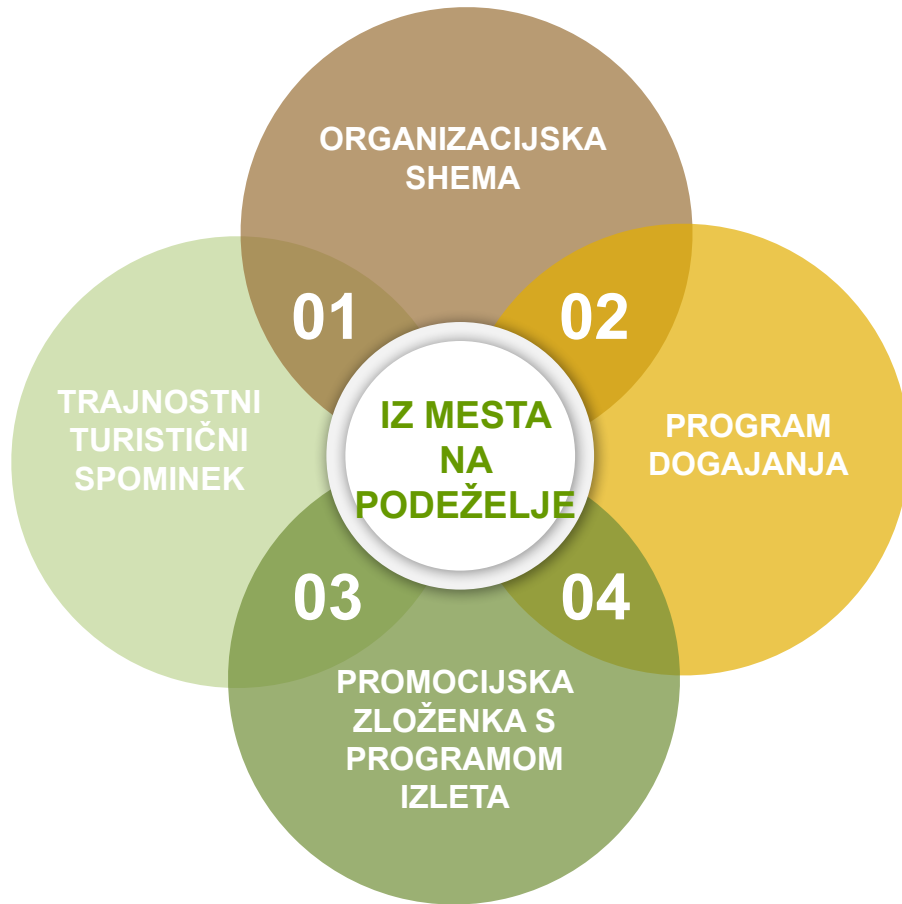 ORGANIZACIJSKA
SHEMA
01
02
TRAJNOSTNI
TURISTIČNI
SPOMINEK
IZ MESTA
NA
PODEŽELJE
PROGRAM
DOGAJANJA
03
04
PROMOCIJSKA
ZLOŽENKA S
PROGRAMOM
IZLETA